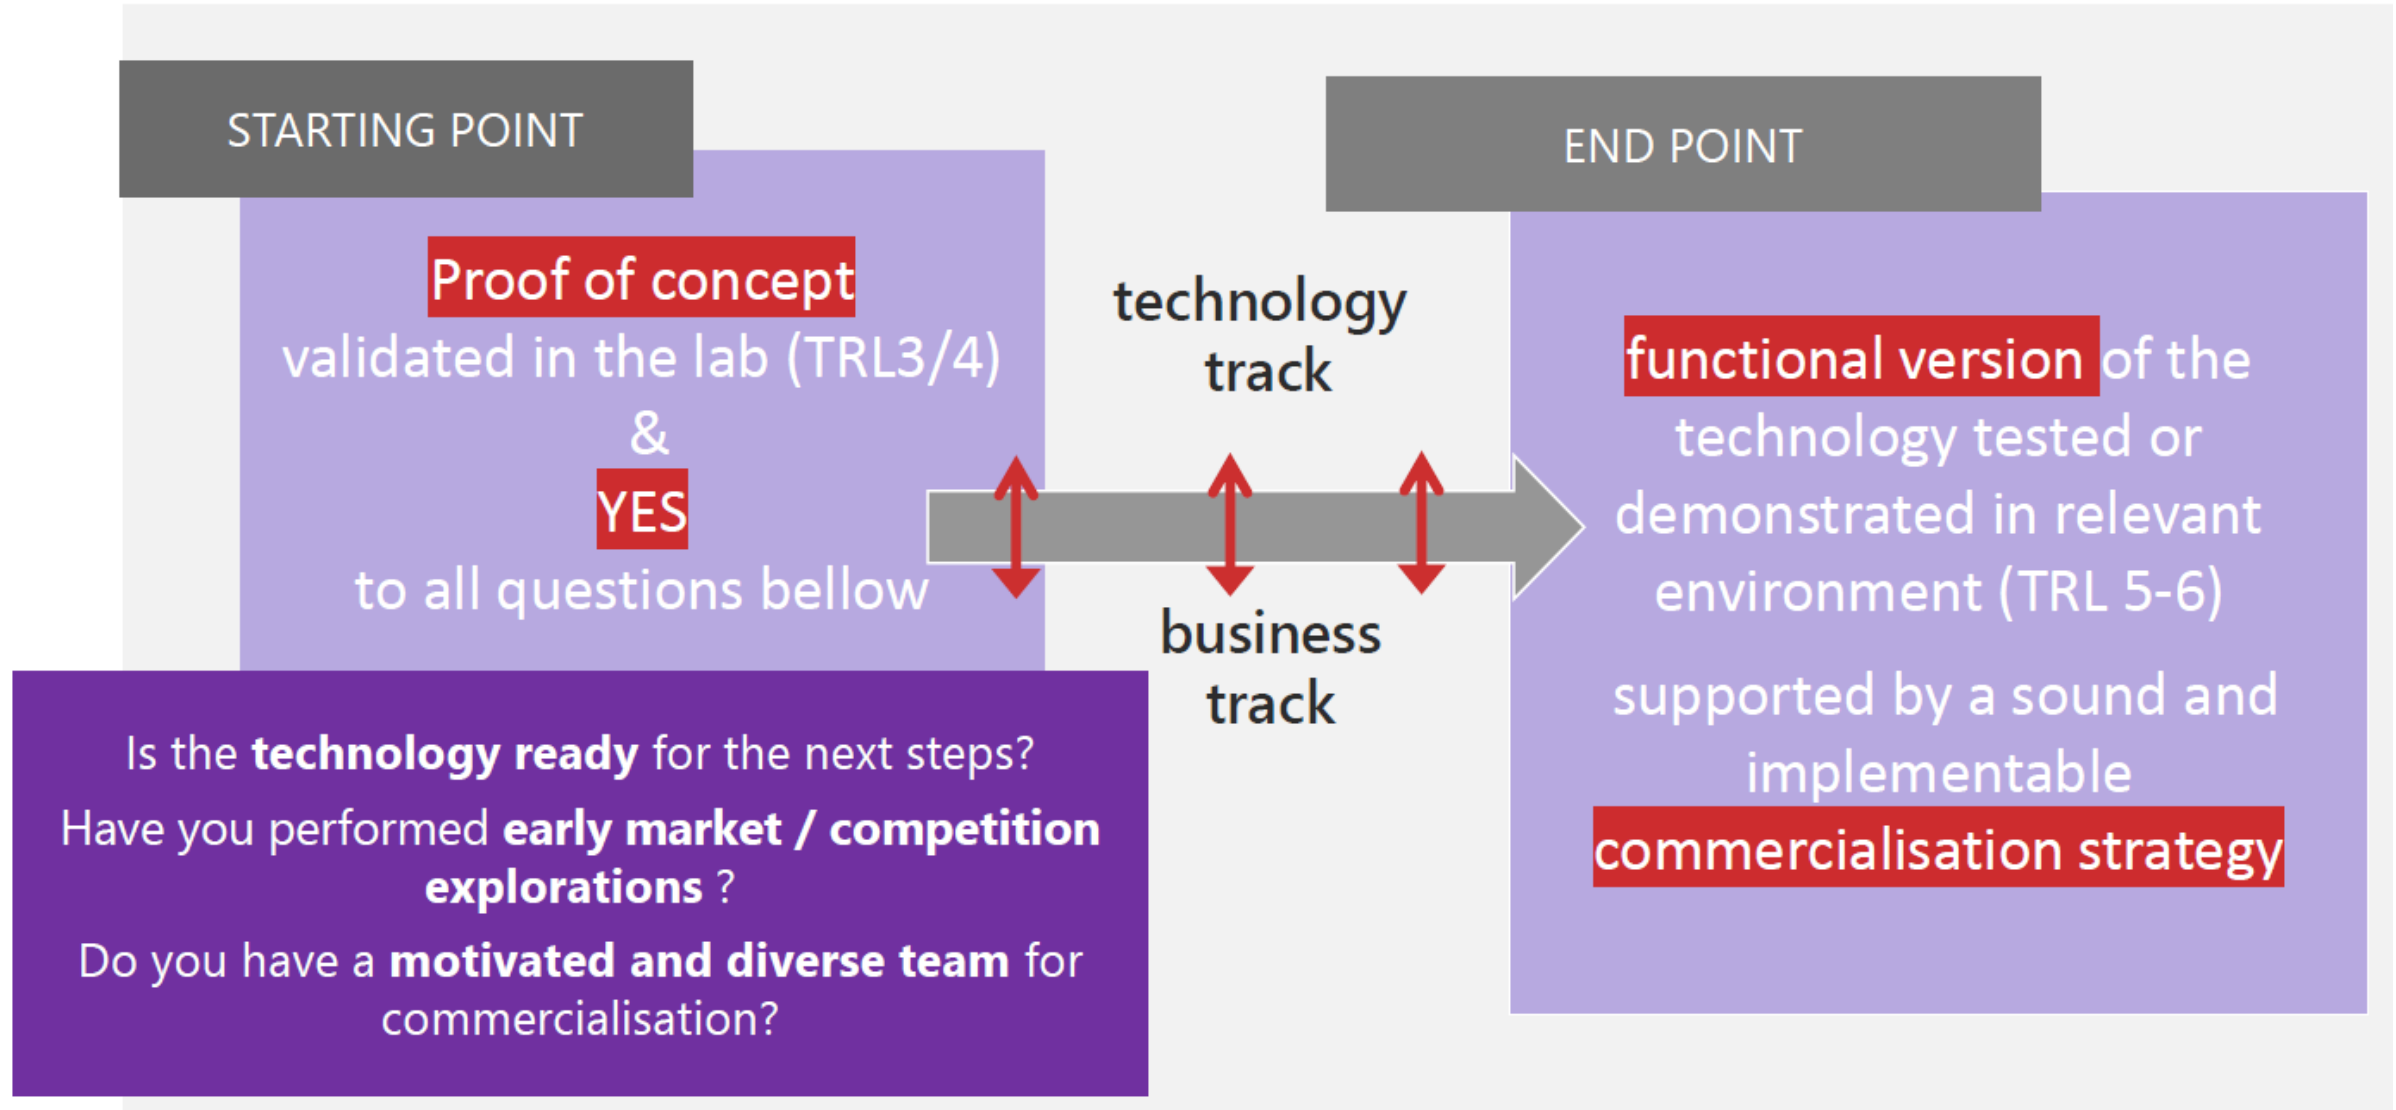 STARTING POINT
Proof of concept
validated in the lab (TRL3/4)
&
YES
to all questions bellow
Is the technology ready for the next steps?
Have you performed early market / competition
explorations ?
Do you have a motivated and diverse team for
commercialisation?
technology
track
business
track
END POINT
functional version of the
technology tested or
demonstrated in relevant
environment (TRL 5-6)
supported by a sound and
implementable
commercialisation strategy